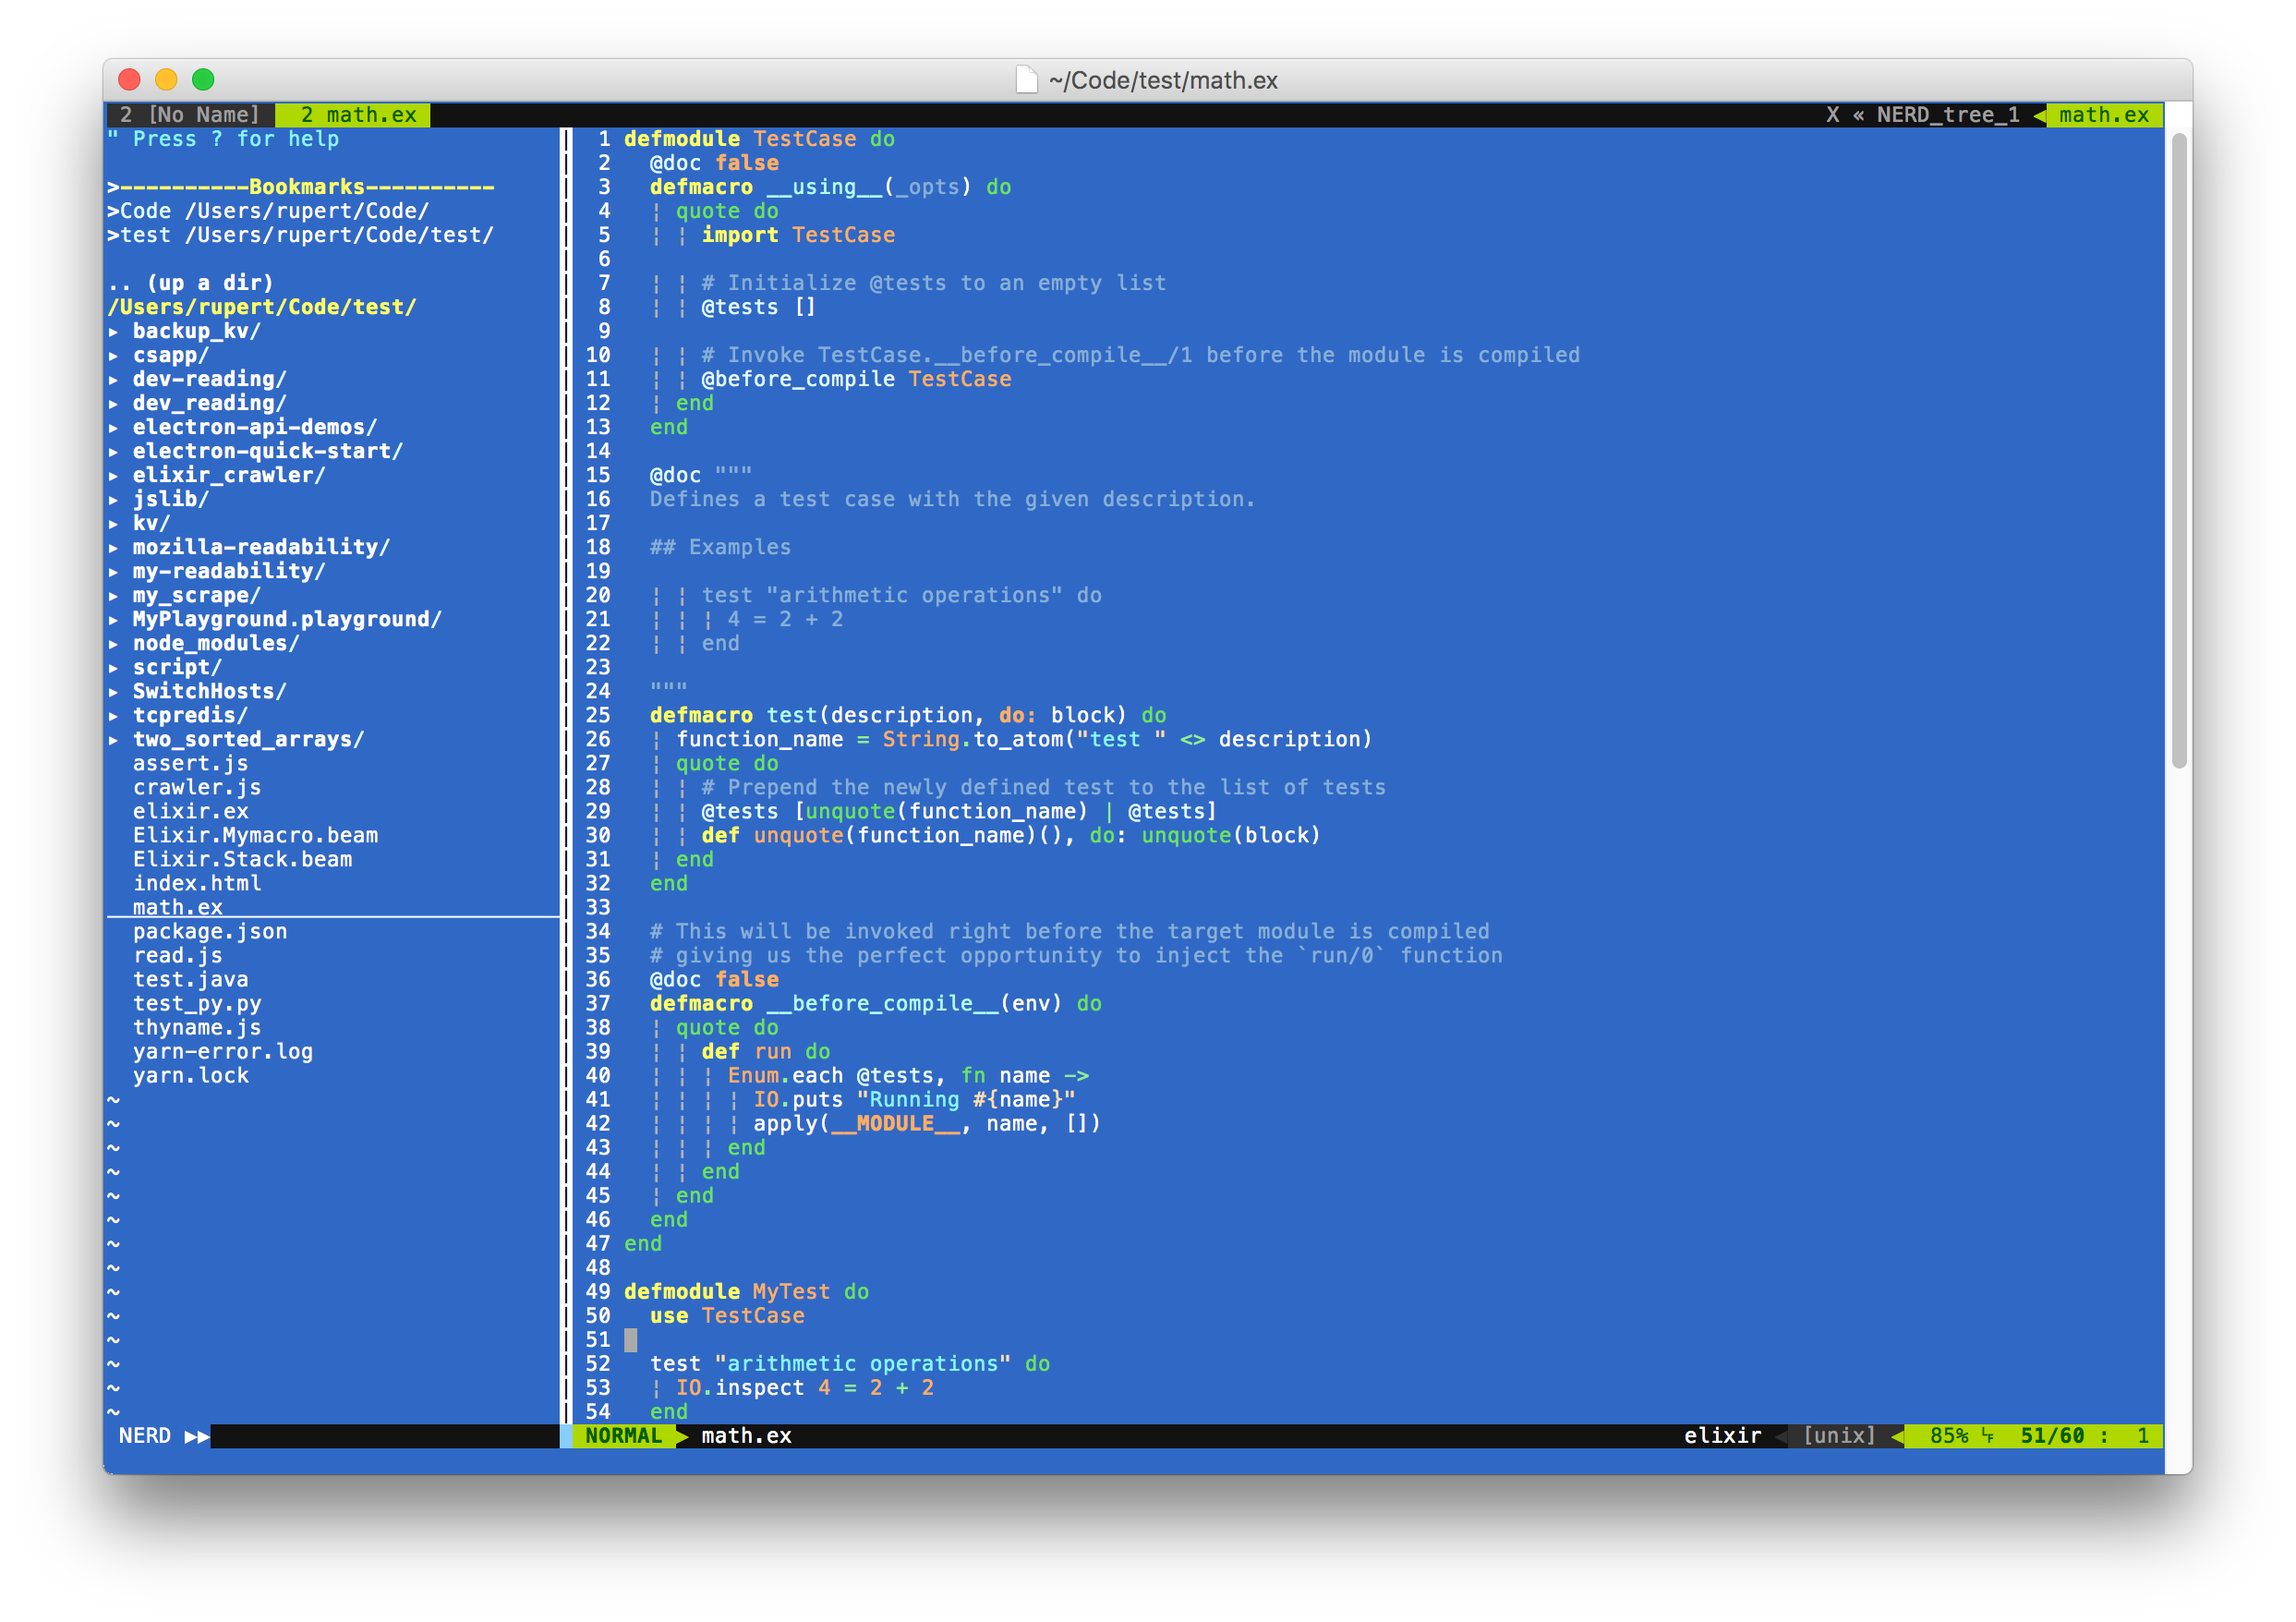 ~/Code/test/math.ex
2 [No Name] 2 math.ex X « NERD_tree_1 math.ex
" Press ? for help
>----------Bookmarks----------
>Code /Users/rupert/Code/
>test /Users/rupert/Code/test/
.. (up a dir)
/Users/rupert/Code/test/
▸ backup_kv/
▸ csapp/
▸ dev-reading/
▸ dev_reading/
▸ electron-api-demos/
▸ electron-quick-start/
▸ elixir_crawler/
▸ jslib/
▸ kv/
▸ mozilla-readability/
▸ my-readability/
▸ my_scrape/
▸ MyPlayground.playground/
▸ node_modules/
▸ script/
▸ SwitchHosts/
▸ tcpredis/
▸ two_sorted_arrays/
assert.js
crawler.js
elixir.ex
Elixir.Mymacro.beam
Elixir.Stack.beam
index.html
math.ex
package.json
read.js
test.java
test_py.py
thyname.js
yarn-error.log
yarn.lock
~
~
~
~
~
~
~
~
~
~
~
~
~
~
1 defmodule TestCase do
2   @doc false
3   defmacro __using__(_opts) do
4   ¦ quote do
5   ¦ ¦ import TestCase
6
7   ¦ ¦ # Initialize @tests to an empty list
8   ¦ ¦ @tests []
9
10   ¦ ¦ # Invoke TestCase.__before_compile__/1 before the module is compiled
11   ¦ ¦ @before_compile TestCase
12   ¦ end
13   end
14
15   @doc """
16   Defines a test case with the given description.
17
18   ## Examples
19
20   ¦ ¦ test "arithmetic operations" do
21   ¦ ¦ ¦ 4 = 2 + 2
22   ¦ ¦ end
23
24   """
25   defmacro test(description, do: block) do
26   ¦ function_name = String.to_atom("test " <> description)
27   ¦ quote do
28   ¦ ¦ # Prepend the newly defined test to the list of tests
29   ¦ ¦ @tests [unquote(function_name) | @tests]
30   ¦ ¦ def unquote(function_name)(), do: unquote(block)
31   ¦ end
32   end
33
34   # This will be invoked right before the target module is compiled
35   # giving us the perfect opportunity to inject the `run/0` function
36   @doc false
37   defmacro __before_compile__(env) do
38   ¦ quote do
39   ¦ ¦ def run do
40   ¦ ¦ ¦ Enum.each @tests, fn name ->
41   ¦ ¦ ¦ ¦ IO.puts "Running #{name}"
42   ¦ ¦ ¦ ¦ apply(__MODULE__, name, [])
43   ¦ ¦ ¦ end
44   ¦ ¦ end
45   ¦ end
46   end
47 end
48
49 defmodule MyTest do
50   use TestCase
51
52   test "arithmetic operations" do
53   ¦ IO.inspect 4 = 2 + 2
54   end
NERD ▶▶ NORMAL math.ex elixir [unix] 85% ␊ 51/60 : 1